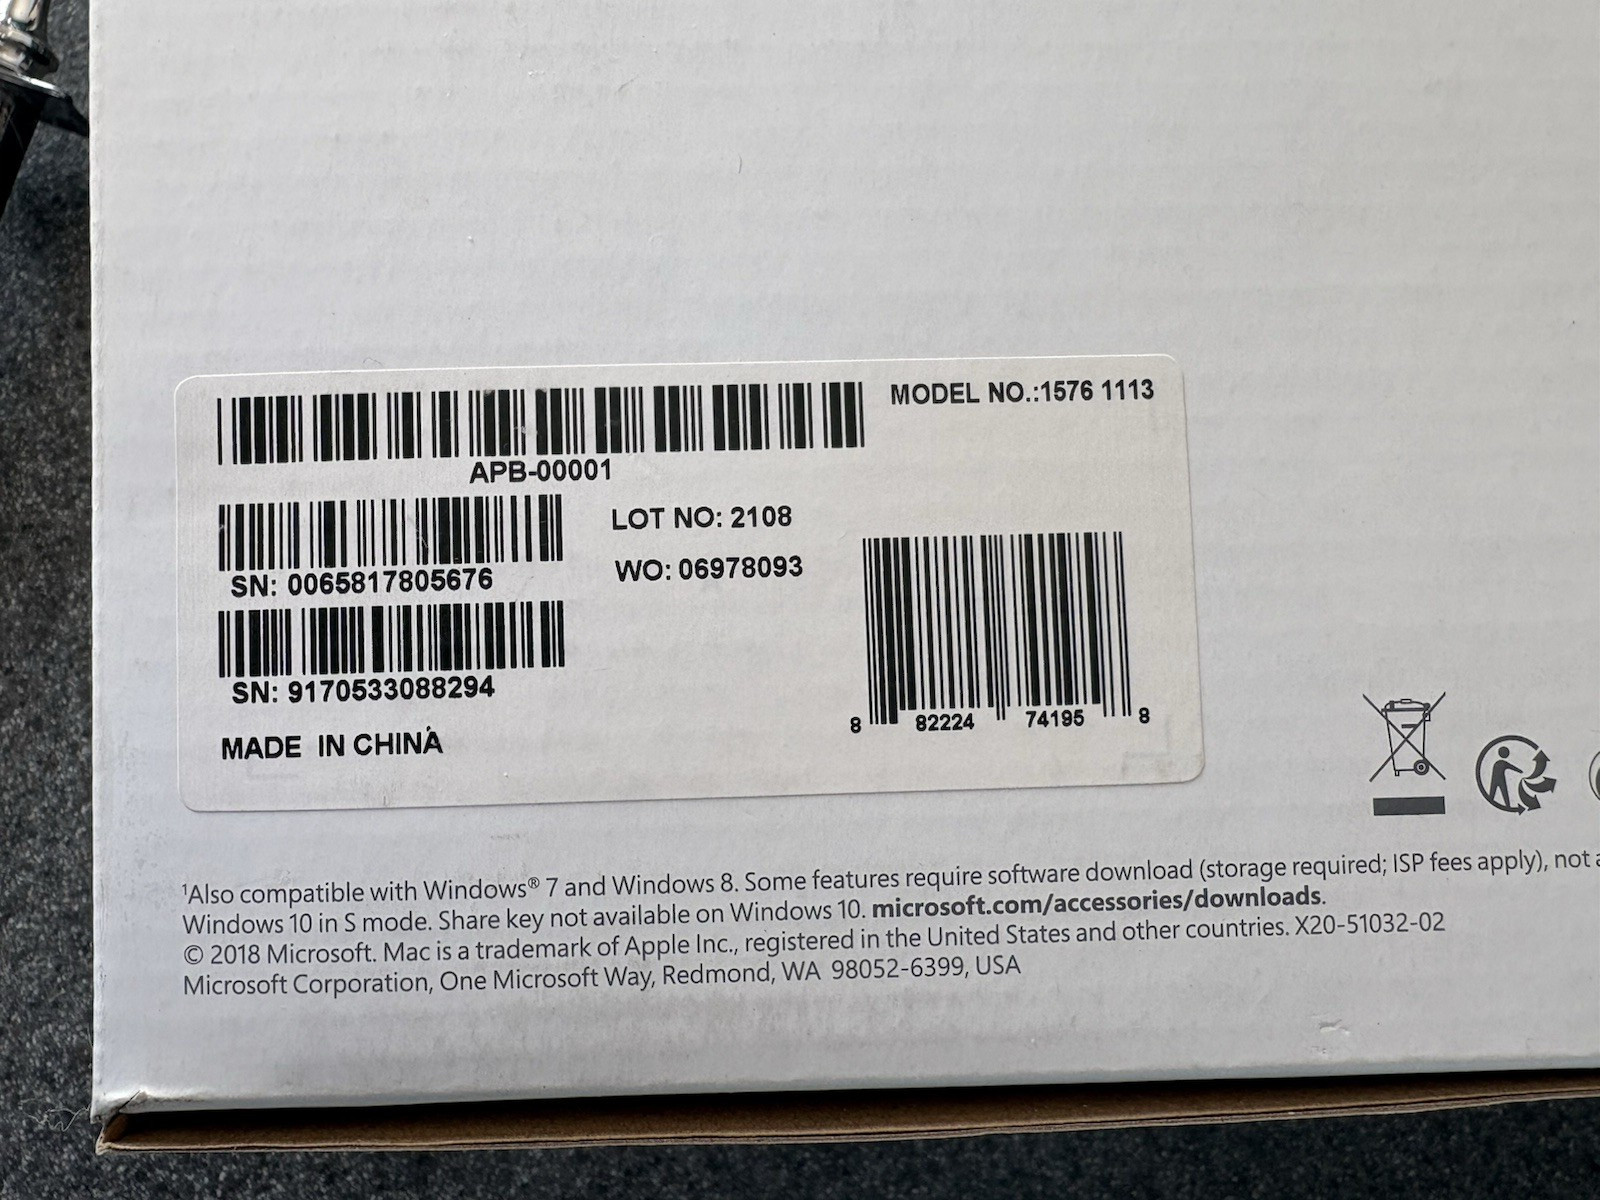 MODEL NO.:1576 1113
APB-00001
LOT NO: 2108
SN: 0065817805676
WO: 06978093
SN: 9170533088294
8 82224 74195 8
MADE IN CHINA
¹Also compatible with Windows® 7 and Windows 8. Some features require software download (storage required; ISP fees apply), not
Windows 10 in S mode. Share key not available on Windows 10. microsoft.com/accessories/downloads.
© 2018 Microsoft. Mac is a trademark of Apple Inc., registered in the United States and other countries. X20-51032-02
Microsoft Corporation, One Microsoft Way, Redmond, WA 98052-6399, USA